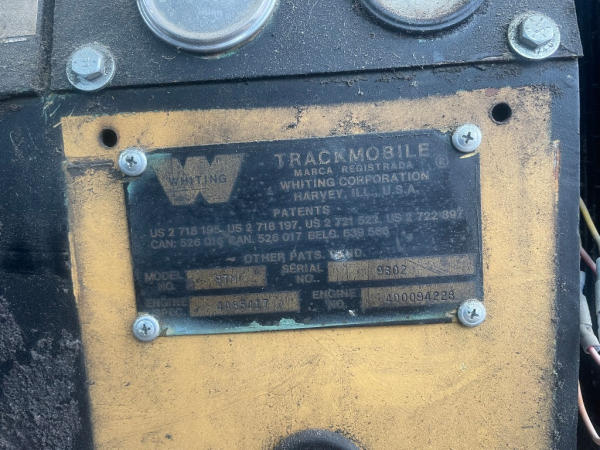 WHITING
TRACKMOBILE
MARCA REGISTRADA ®
WHITING CORPORATION
HARVEY, ILL., U.S.A.
PATENTS
US 2 718 195, US 2 718 197, US 2 721 522, US 2 722 897
CAN: 526 016 CAN. 526 017 BELG. 539 566
OTHER PATS. PEND.
MODEL NO. SERIAL NO. 9302
ENGINE ENGINE NO. 400094228